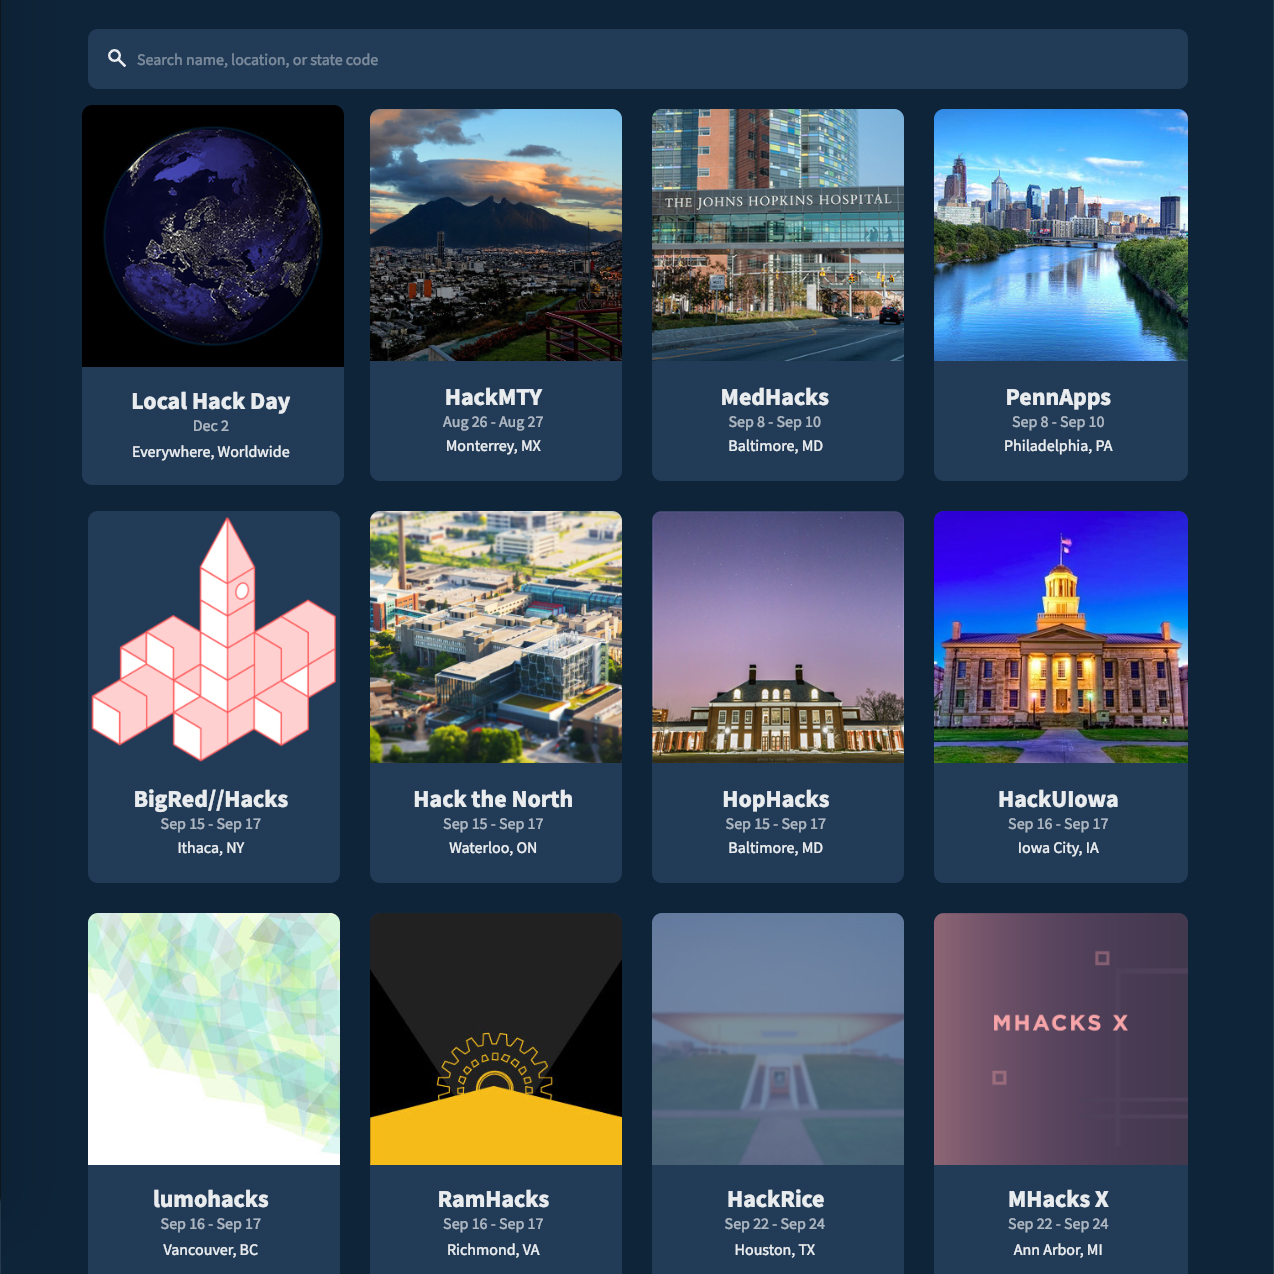 Search name, location, or state code
THE JOHNS HOPKINS HOSPITAL
Local Hack Day
Dec 2
Everywhere, Worldwide
HackMTY
Aug 26 - Aug 27
Monterrey, MX
MedHacks
Sep 8 - Sep 10
Baltimore, MD
PennApps
Sep 8 - Sep 10
Philadelphia, PA
BigRed//Hacks
Sep 15 - Sep 17
Ithaca, NY
Hack the North
Sep 15 - Sep 17
Waterloo, ON
HopHacks
Sep 15 - Sep 17
Baltimore, MD
HackUIowa
Sep 16 - Sep 17
Iowa City, IA
MHACKS X
lumohacks
Sep 16 - Sep 17
Vancouver, BC
RamHacks
Sep 16 - Sep 17
Richmond, VA
HackRice
Sep 22 - Sep 24
Houston, TX
MHacks X
Sep 22 - Sep 24
Ann Arbor, MI